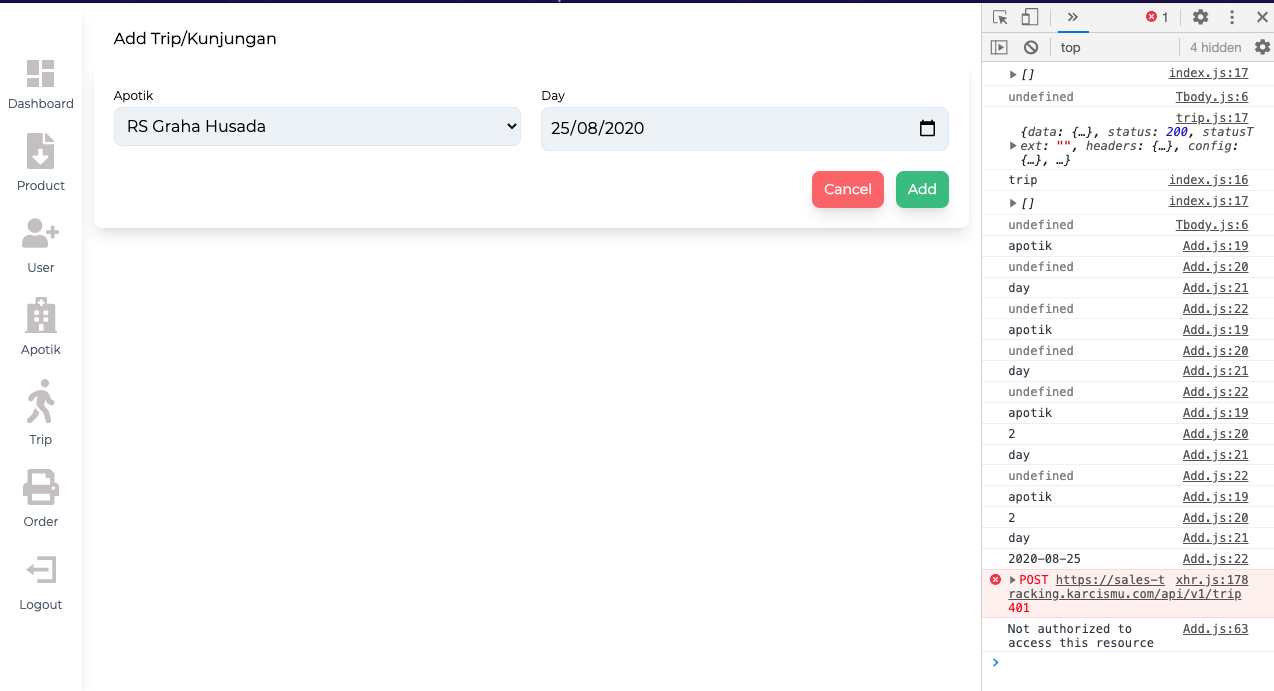 Dashboard
Product
User
Apotik
Trip
Order
Logout
Add Trip/Kunjungan
Apotik
Day
RS Graha Husada
25/08/2020
Cancel
Add
1
top
4 hidden
[] index.js:17
undefined Tbody.js:6
trip.js:17
{data: {…}, status: 200, statusT
ext: "", headers: {…}, config:
{…}, …}
trip index.js:16
[] index.js:17
undefined Tbody.js:6
apotik Add.js:19
undefined Add.js:20
day Add.js:21
undefined Add.js:22
apotik Add.js:19
undefined Add.js:20
day Add.js:21
undefined Add.js:22
apotik Add.js:19
2 Add.js:20
day Add.js:21
undefined Add.js:22
apotik Add.js:19
2 Add.js:20
day Add.js:21
2020-08-25 Add.js:22
POST https://sales-t xhr.js:178
racking.karcismu.com/api/v1/trip
401
Not authorized to Add.js:63
access this resource